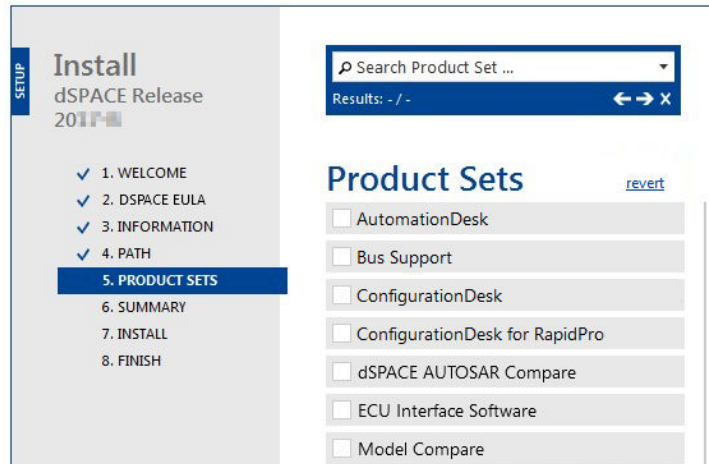 SETUP
Install
dSPACE Release
1. WELCOME
2. DSPACE EULA
3. INFORMATION
4. PATH
5. PRODUCT SETS
6. SUMMARY
7. INSTALL
8. FINISH
Search Product Set ...
Results: - / -
X
Product Sets
revert
AutomationDesk
Bus Support
ConfigurationDesk
ConfigurationDesk for RapidPro
dSPACE AUTOSAR Compare
ECU Interface Software
Model Compare